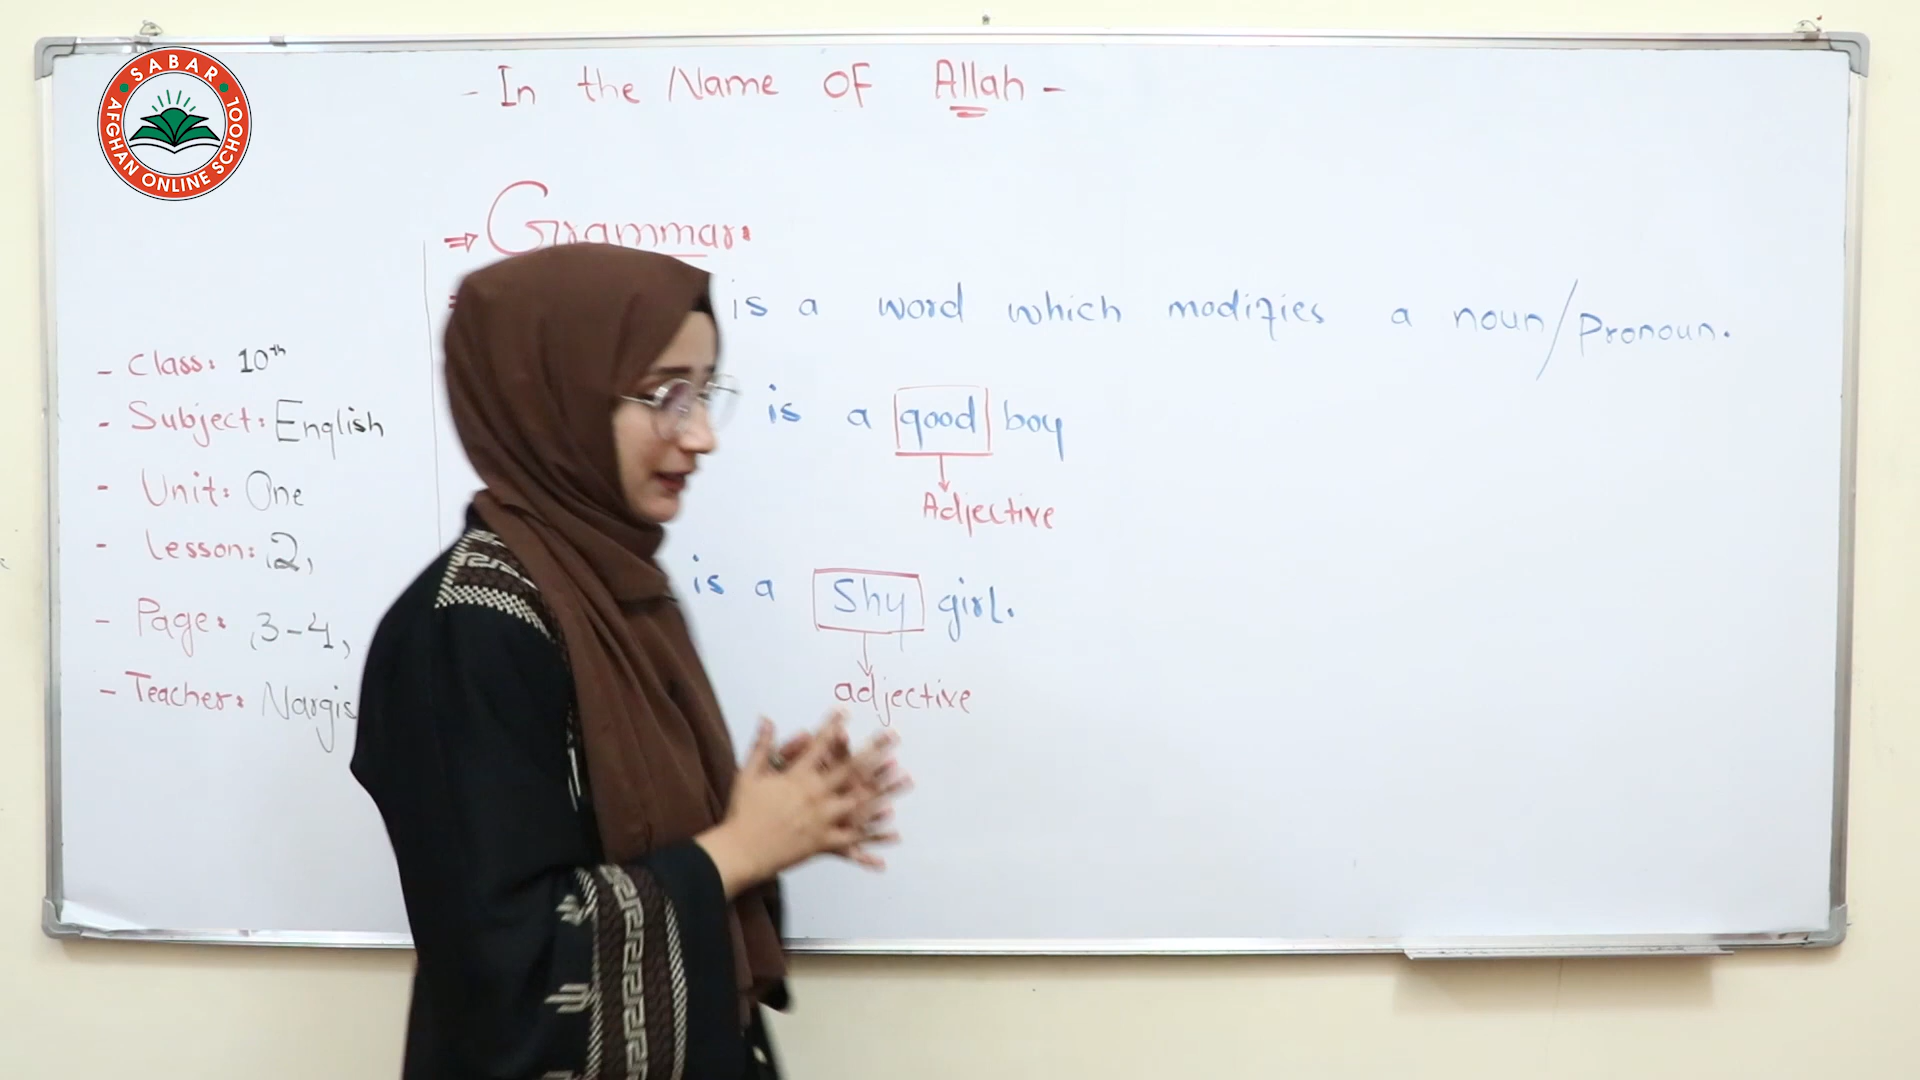 SABAR
AFGHAN ONLINE SCHOOL
- In the Name OF Allah -
⇒ Grammar:
is a word which modifies a noun/Pronoun.
is a good boy
Adjective
is a Shy girl.
adjective
- Class: 10th
- Subject: English
- Unit: One
- Lesson: 2,
- Page: 3-4,
- Teacher: Nargis